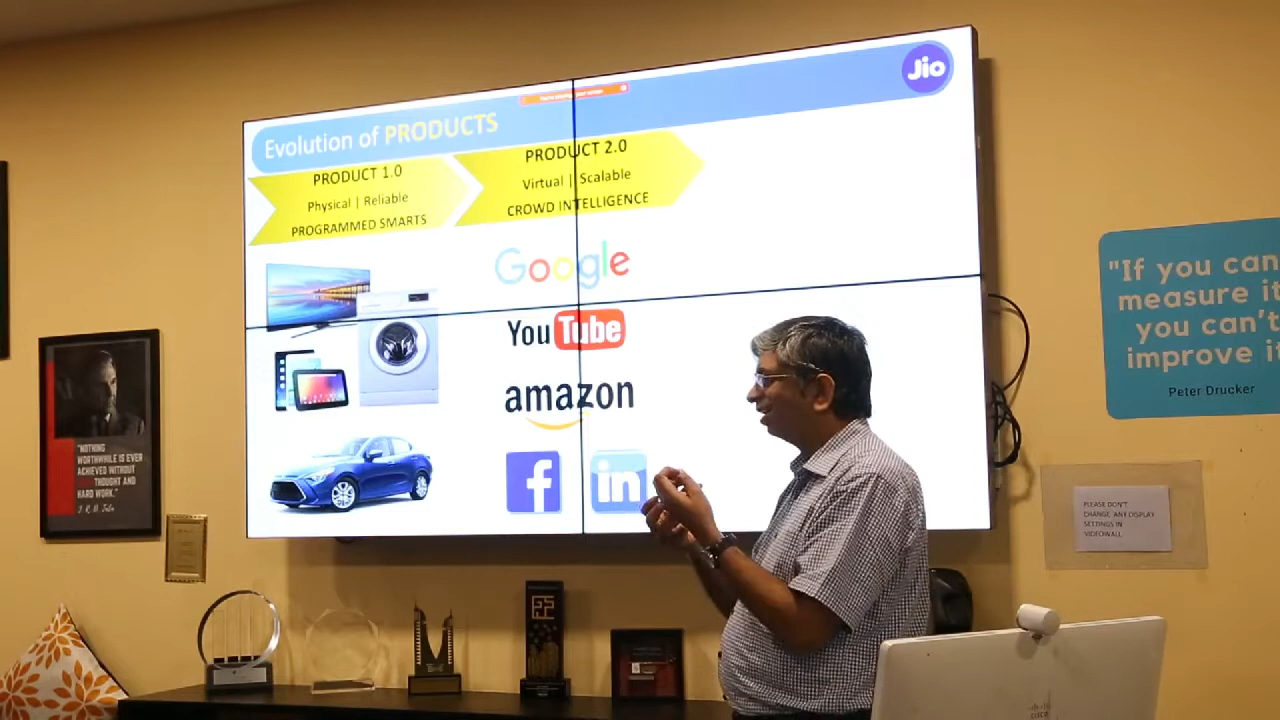 Jio
Evolution of PRODUCTS
PRODUCT 1.0
Physical | Reliable
PROGRAMMED SMARTS
PRODUCT 2.0
Virtual | Scalable
CROWD INTELLIGENCE
Google
YouTube
amazon
f
in
"If you can
measure it
you can't
improve it
Peter Drucker
"NOTHING
WORTHWHILE IS EVER
ACHIEVED WITHOUT
THOUGHT AND
HARD WORK."
J. R. D. Tata
PLEASE DON'T
CHANGE ANY DISPLAY
SETTINGS IN
VIDEOWALL
CISCO